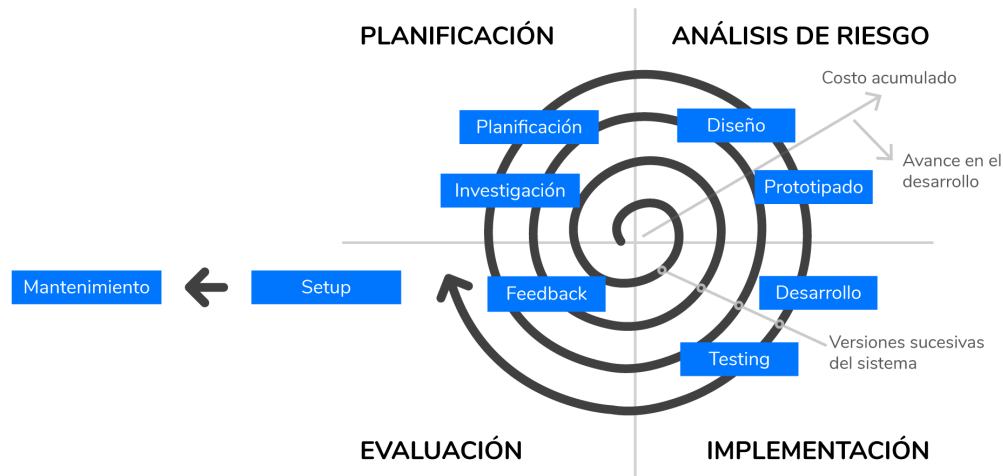 PLANIFICACIÓN
ANÁLISIS DE RIESGO
Costo acumulado
Planificación
Diseño
Avance en el
desarrollo
Investigación
Prototipado
Mantenimiento
Setup
Feedback
Desarrollo
Versiones sucesivas
del sistema
Testing
EVALUACIÓN
IMPLEMENTACIÓN